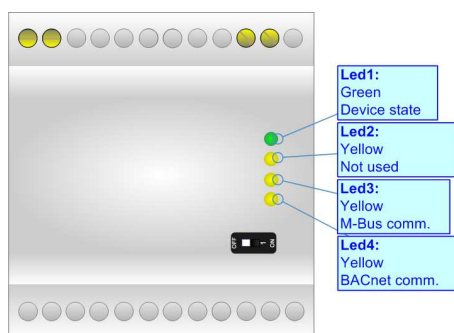 Led1:
Green
Device state
Led2:
Yellow
Not used
Led3:
Yellow
M-Bus comm.
Led4:
Yellow
BACnet comm.
OFF 1 ON